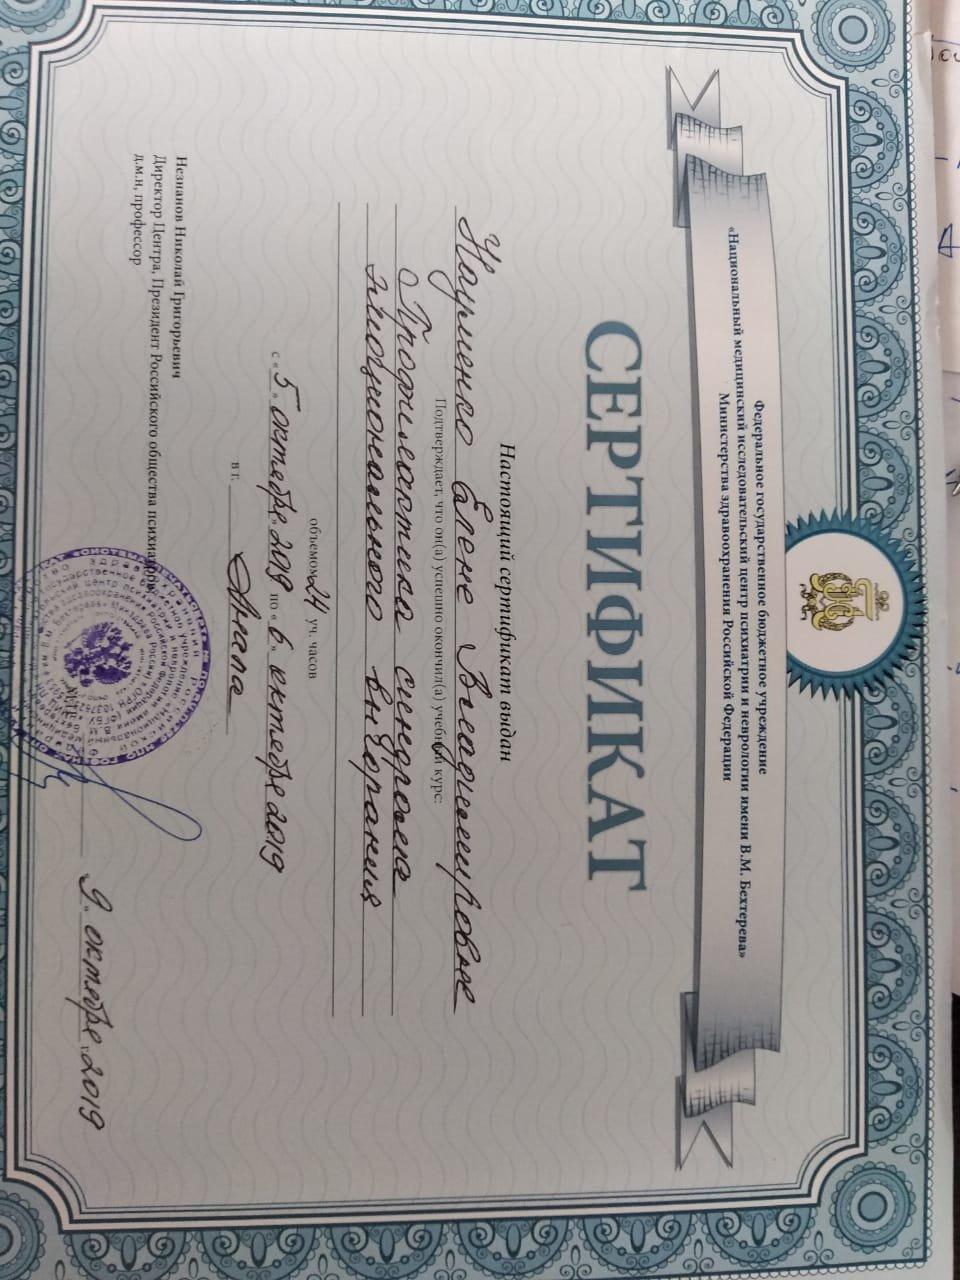 Федеральное государственное бюджетное учреждение
«Национальный медицинский исследовательский центр психиатрии и неврологии имени В.М. Бехтерева»
Министерства здравоохранения Российской Федерации
СЕРТИФИКАТ
Настоящий сертификат выдан
Науменко Елене Владимировне
Подтверждает, что он(а) успешно окончил(а) учебный курс:
Профилактика синдрома
эмоционального выгорания
объемом 24 уч. часов
с «5» октября 2019 по «6» октября 2019
в г. Анапа
Незнанов Николай Григорьевич
Директор Центра, Президент Российского общества психиатров,
д.м.н, профессор
9 октября 2019